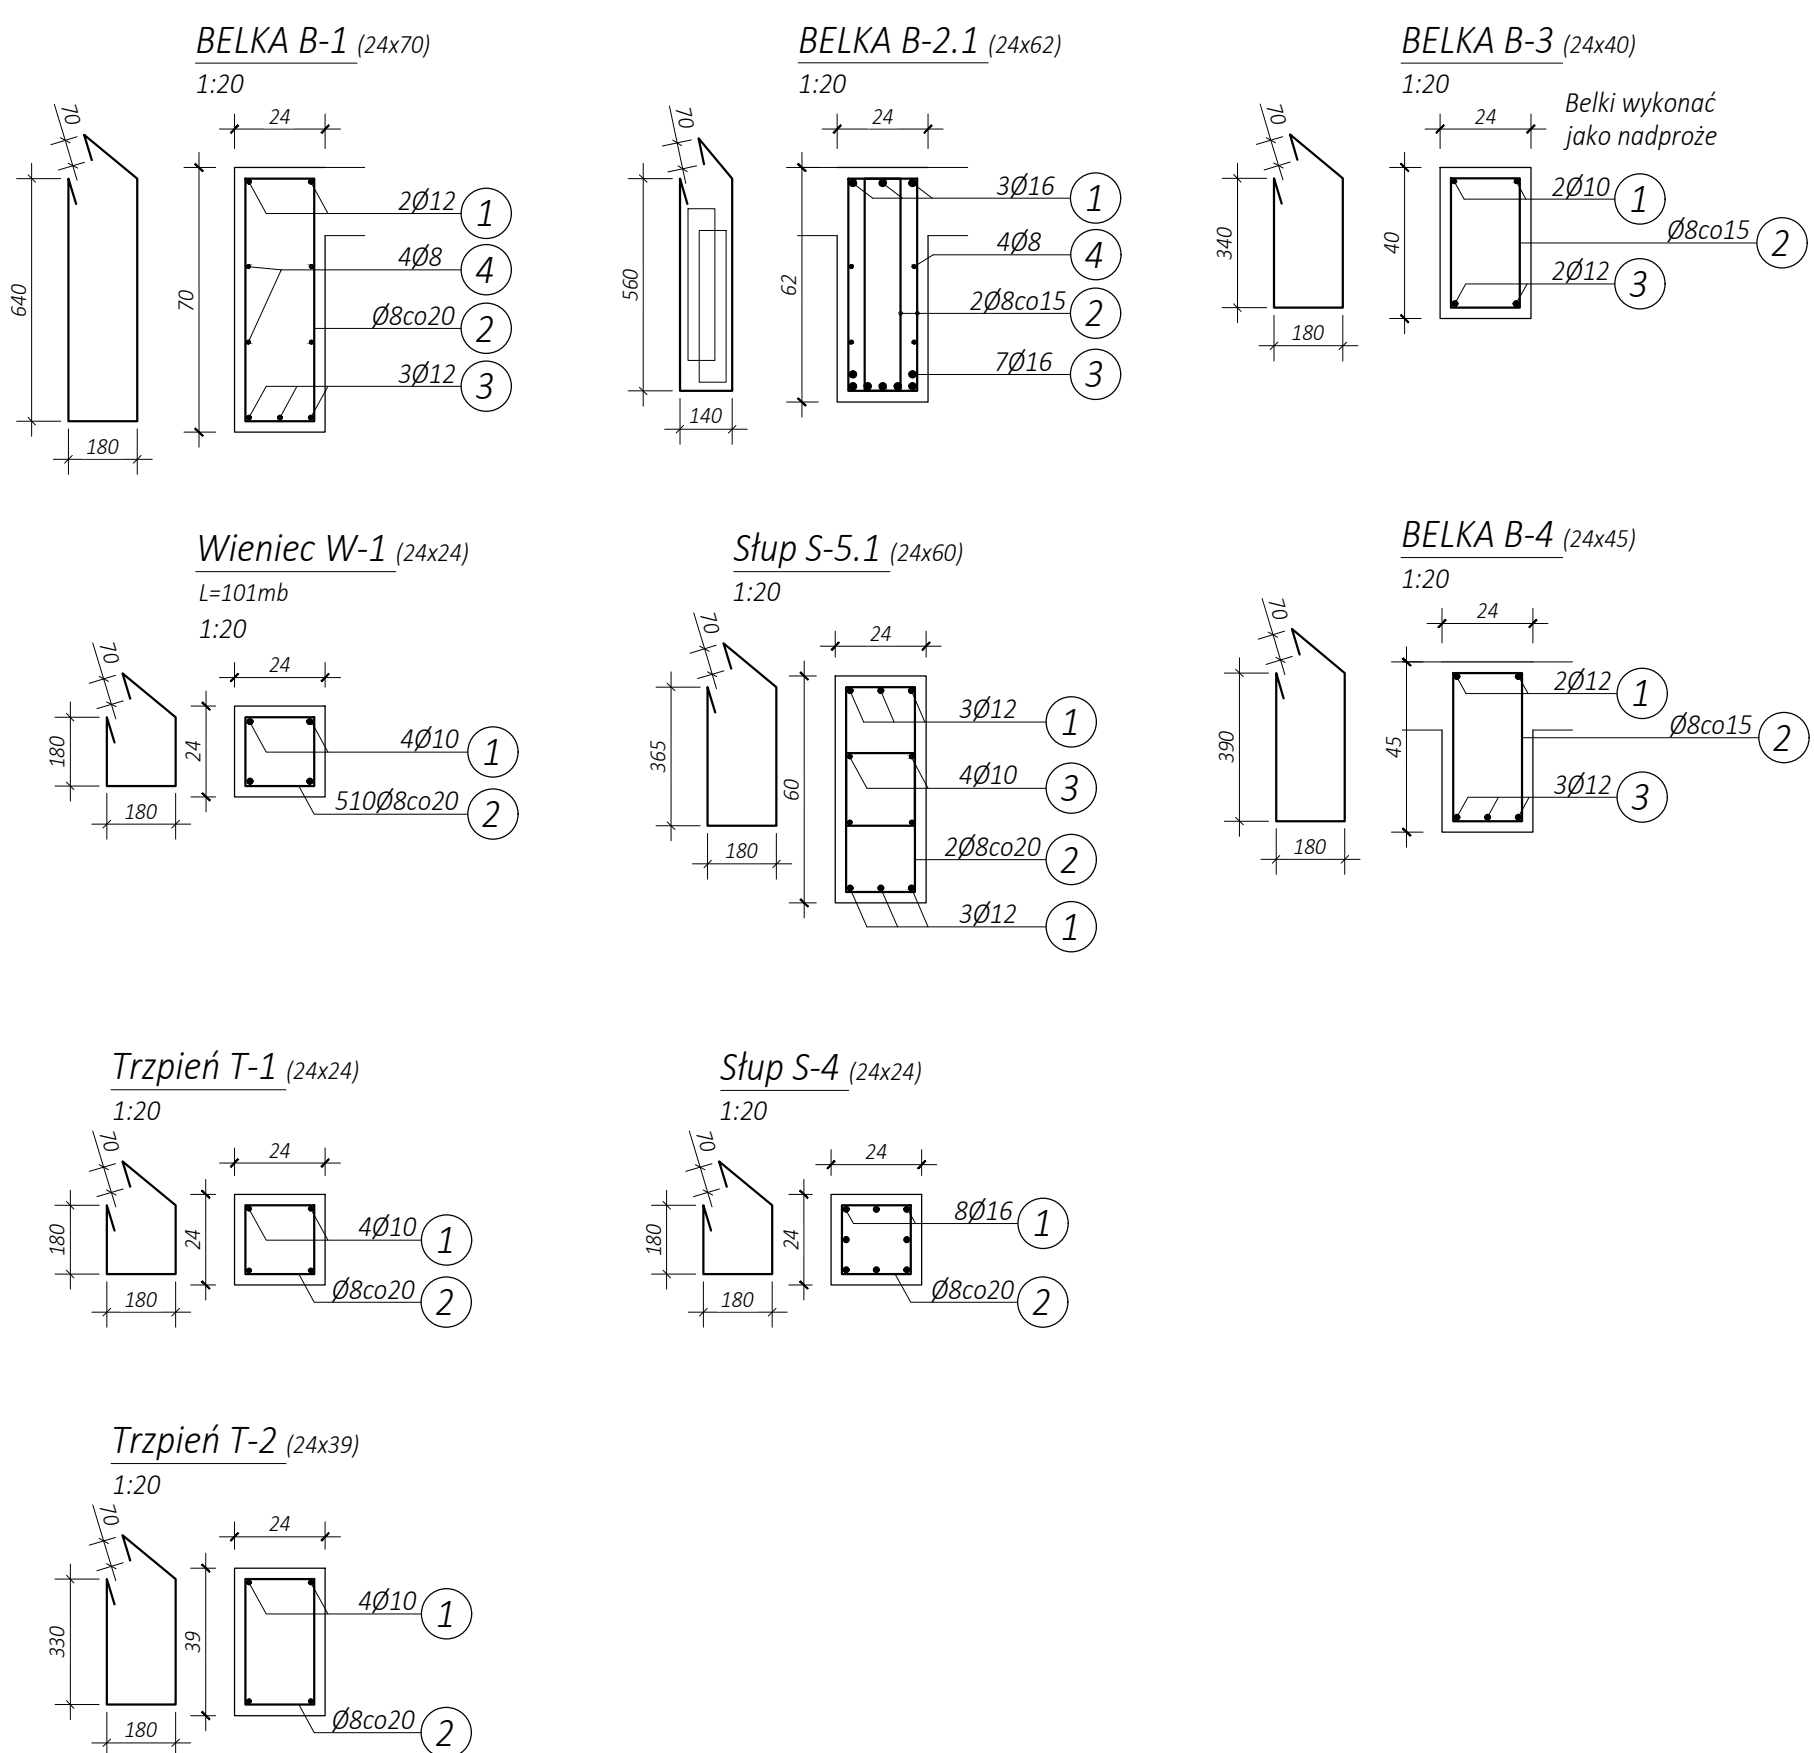 BELKA B-1 (24x70)
1:20
70
24
640
70
180
2Ø12 1
4Ø8 4
Ø8co20 2
3Ø12 3
BELKA B-2.1 (24x62)
1:20
70
24
560
62
140
3Ø16 1
4Ø8 4
2Ø8co15 2
7Ø16 3
BELKA B-3 (24x40)
1:20
Belki wykonać
jako nadproże
70
24
340
40
180
2Ø10 1
Ø8co15 2
2Ø12 3
Wieniec W-1 (24x24)
L=101mb
1:20
70
24
180
24
180
4Ø10 1
510Ø8co20 2
Słup S-5.1 (24x60)
1:20
70
24
365
60
180
3Ø12 1
4Ø10 3
2Ø8co20 2
3Ø12 1
BELKA B-4 (24x45)
1:20
70
24
390
45
180
2Ø12 1
Ø8co15 2
3Ø12 3
Trzpień T-1 (24x24)
1:20
70
24
180
24
180
4Ø10 1
Ø8co20 2
Słup S-4 (24x24)
1:20
70
24
180
24
180
8Ø16 1
Ø8co20 2
Trzpień T-2 (24x39)
1:20
70
24
330
39
180
4Ø10 1
Ø8co20 2